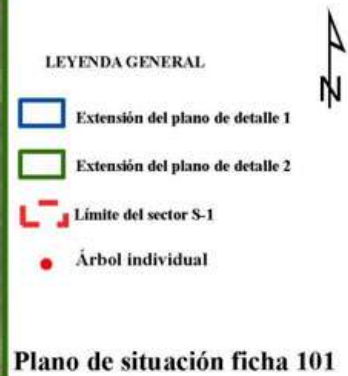 LEYENDA GENERAL
N
Extensión del plano de detalle 1
Extensión del plano de detalle 2
Límite del sector S-1
Árbol individual
Plano de situación ficha 101